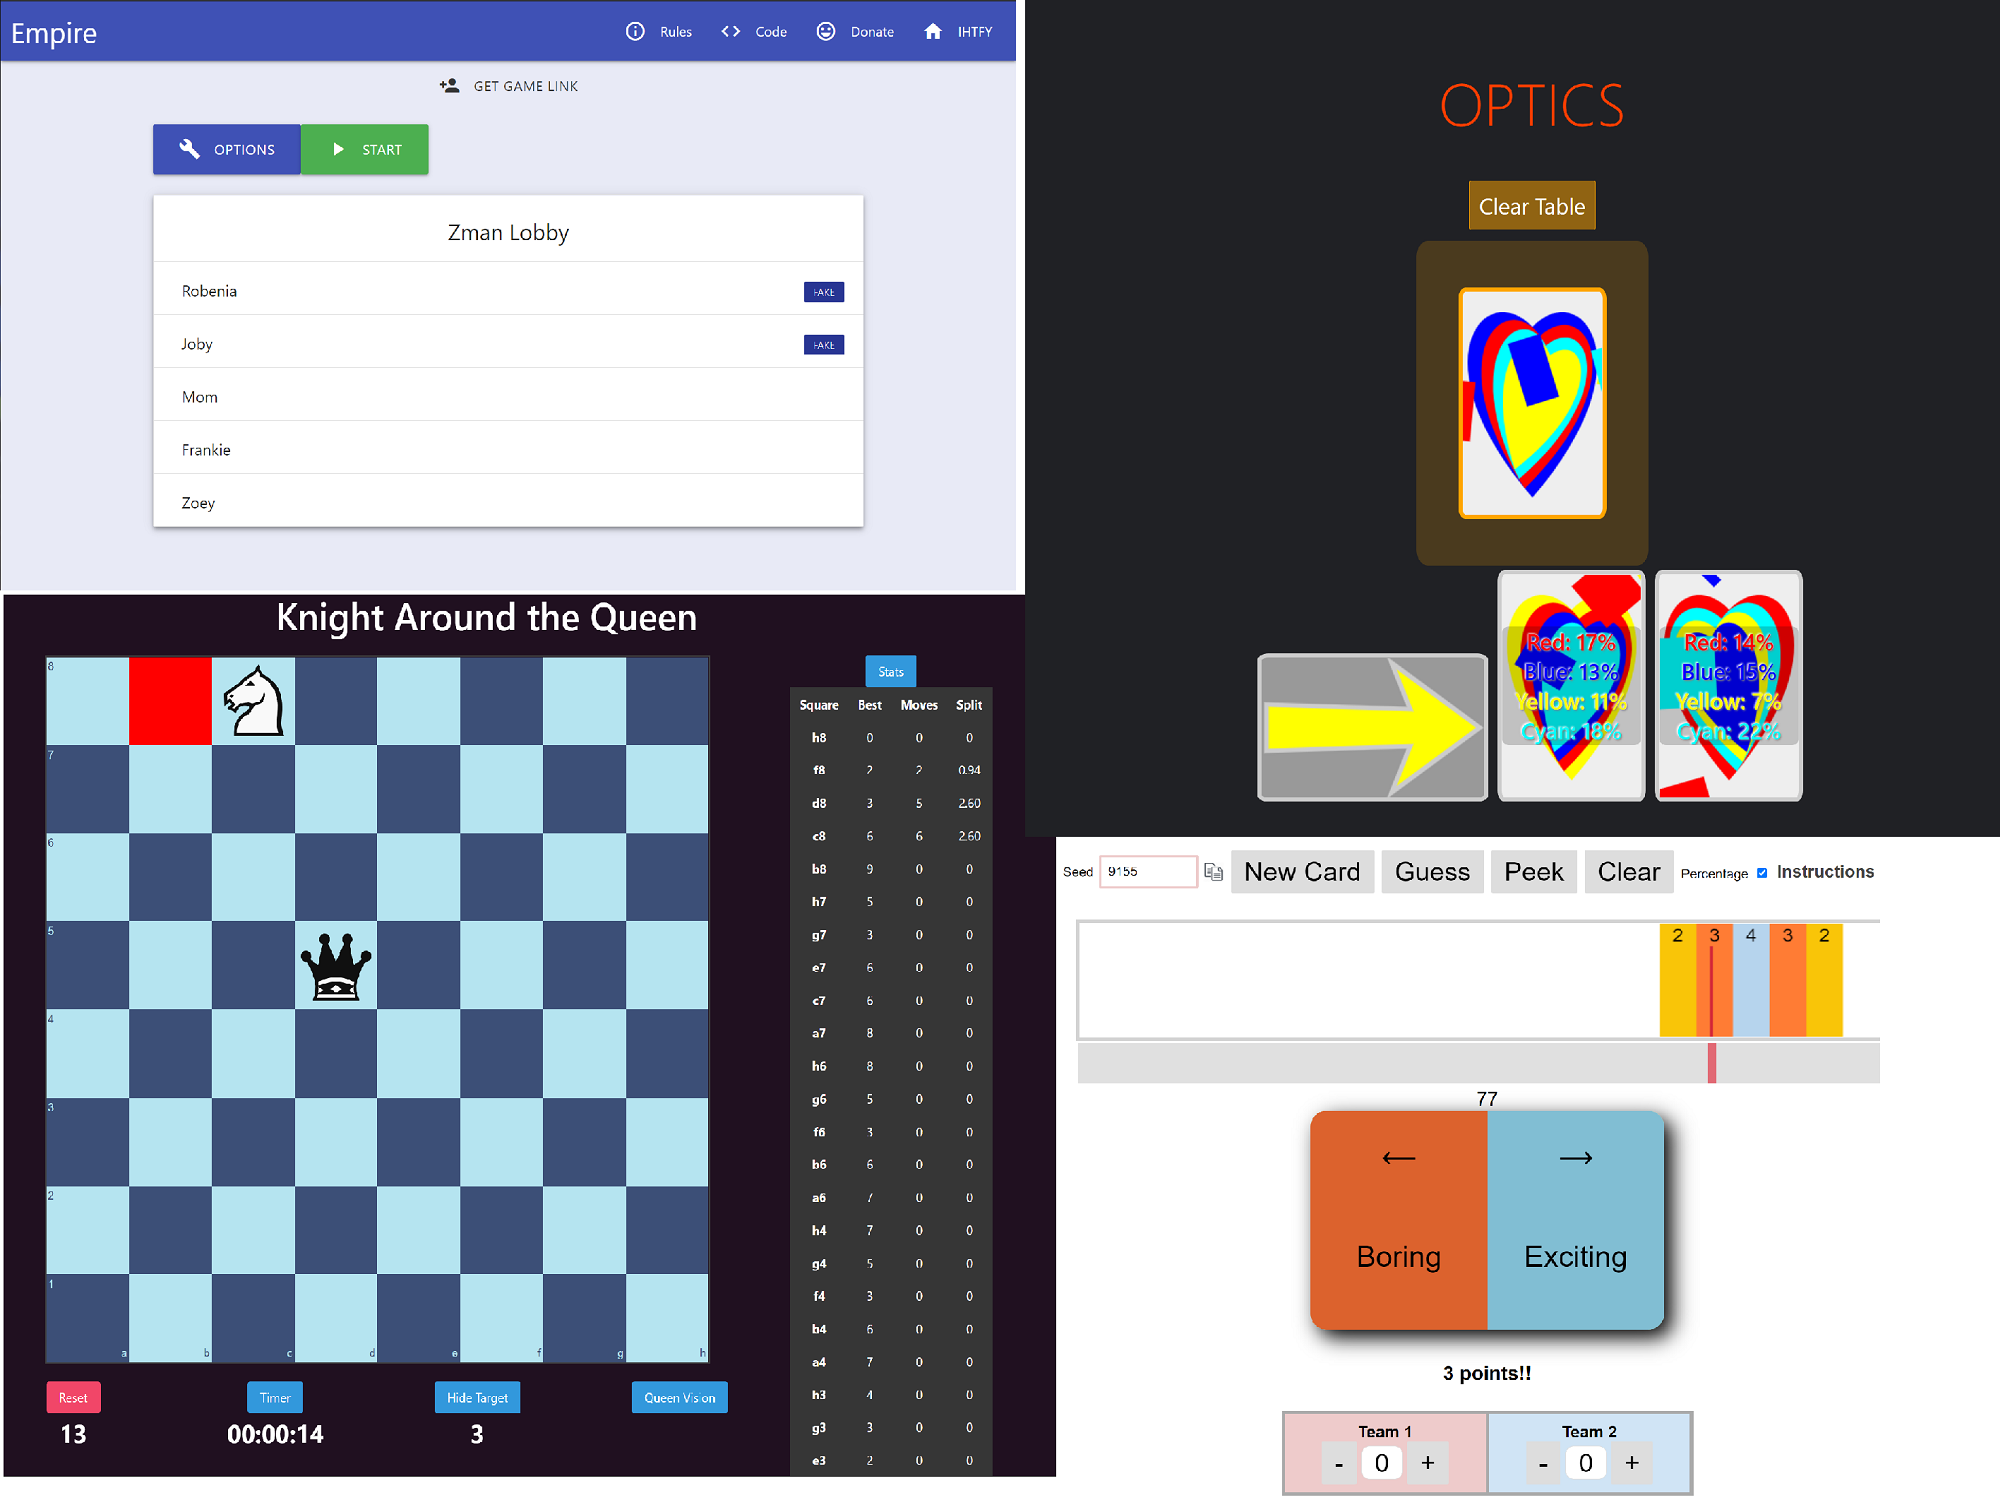 Empire
Rules Code Donate IHTFY
GET GAME LINK
OPTIONS START
Zman Lobby
Robenia FAKE
Joby FAKE
Mom
Frankie
Zoey
OPTICS
Clear Table
Red: 17%
Blue: 13%
Yellow: 11%
Cyan: 18%
Red: 14%
Blue: 15%
Yellow: 7%
Cyan: 22%
Knight Around the Queen
8
7
6
5
4
3
2
1
a b c d e f g h
Reset Timer Hide Target Queen Vision
13 00:00:14 3
Stats
Square Best Moves Split
h8 0 0 0
f8 2 2 0.94
d8 3 5 2.60
c8 6 6 2.60
b8 9 0 0
h7 5 0 0
g7 3 0 0
e7 6 0 0
c7 6 0 0
a7 8 0 0
h6 8 0 0
g6 5 0 0
f6 3 0 0
b6 6 0 0
a6 7 0 0
h4 7 0 0
g4 5 0 0
f4 3 0 0
b4 6 0 0
a4 7 0 0
h3 4 0 0
g3 3 0 0
e3 2 0 0
Seed 9155 New Card Guess Peek Clear Percentage Instructions
2 3 4 3 2
77
← →
Boring Exciting
3 points!!
Team 1 Team 2
- 0 + - 0 +